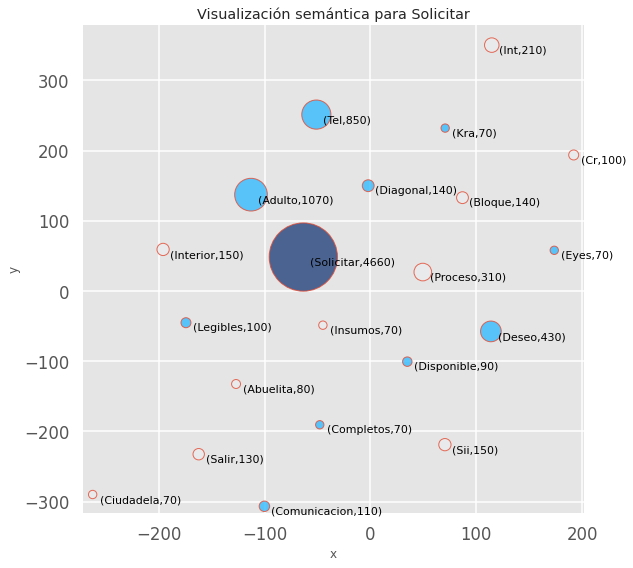 Visualización semántica para Solicitar
300
200
100
0
−100
−200
−300
y
(Int,210)
(Tel,850)
(Kra,70)
(Cr,100)
(Diagonal,140)
(Adulto,1070)
(Bloque,140)
(Interior,150)
(Eyes,70)
(Solicitar,4660)
(Proceso,310)
(Legibles,100)
(Insumos,70)
(Deseo,430)
(Disponible,90)
(Abuelita,80)
(Completos,70)
(Sii,150)
(Salir,130)
(Ciudadela,70)
(Comunicacion,110)
−200
−100
0
100
200
x